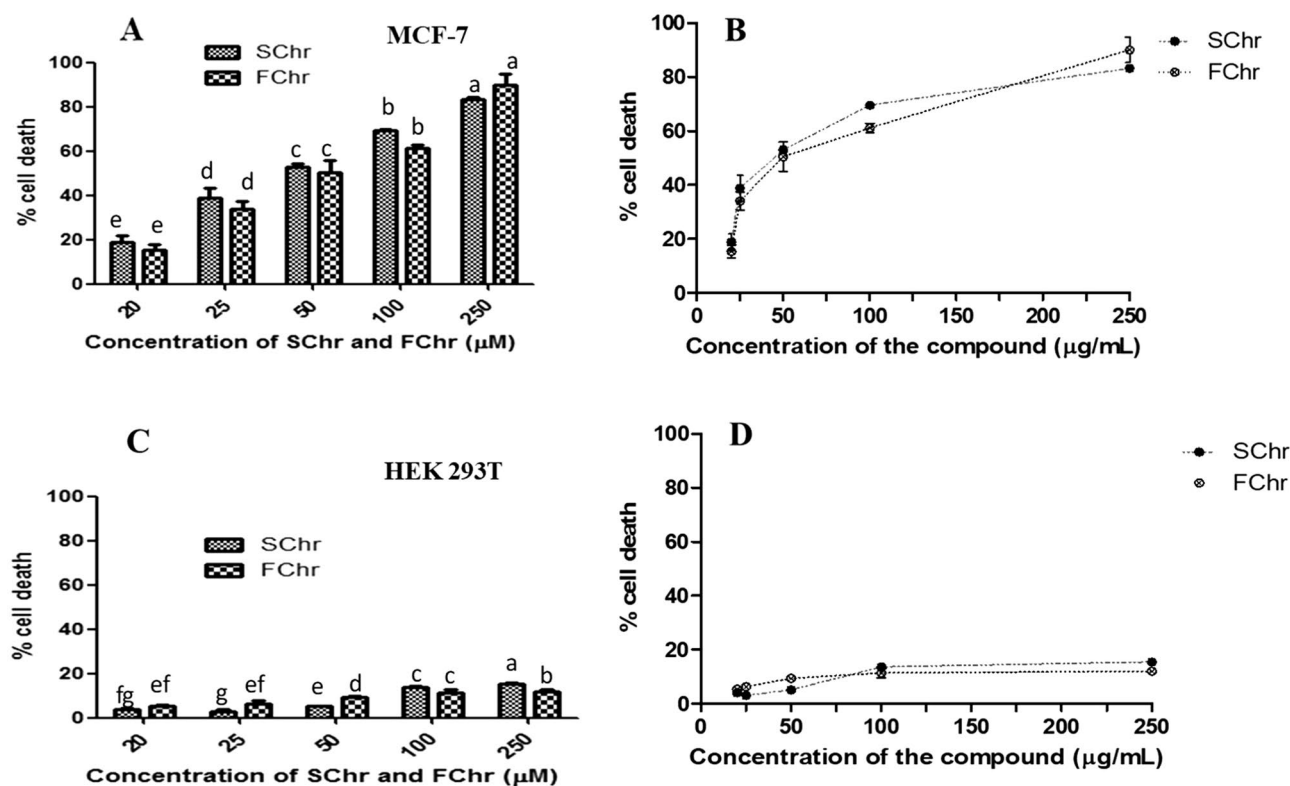 A
MCF-7
SChr
FChr
100
80
60
40
20
0
% cell death
e
e
d
d
c
c
b
b
a
a
20
25
50
100
250
Concentration of SChr and FChr (μM)
B
SChr
FChr
100
80
60
40
20
0
% cell death
0
50
100
150
200
250
Concentration of the compound (μg/mL)
C
HEK 293T
SChr
FChr
100
80
60
40
20
0
% cell death
fg
ef
g
ef
e
d
c
c
a
b
20
25
50
100
250
Concentration of SChr and FChr (μM)
D
SChr
FChr
100
80
60
40
20
0
% cell death
0
50
100
150
200
250
Concentration of the compound (μg/mL)